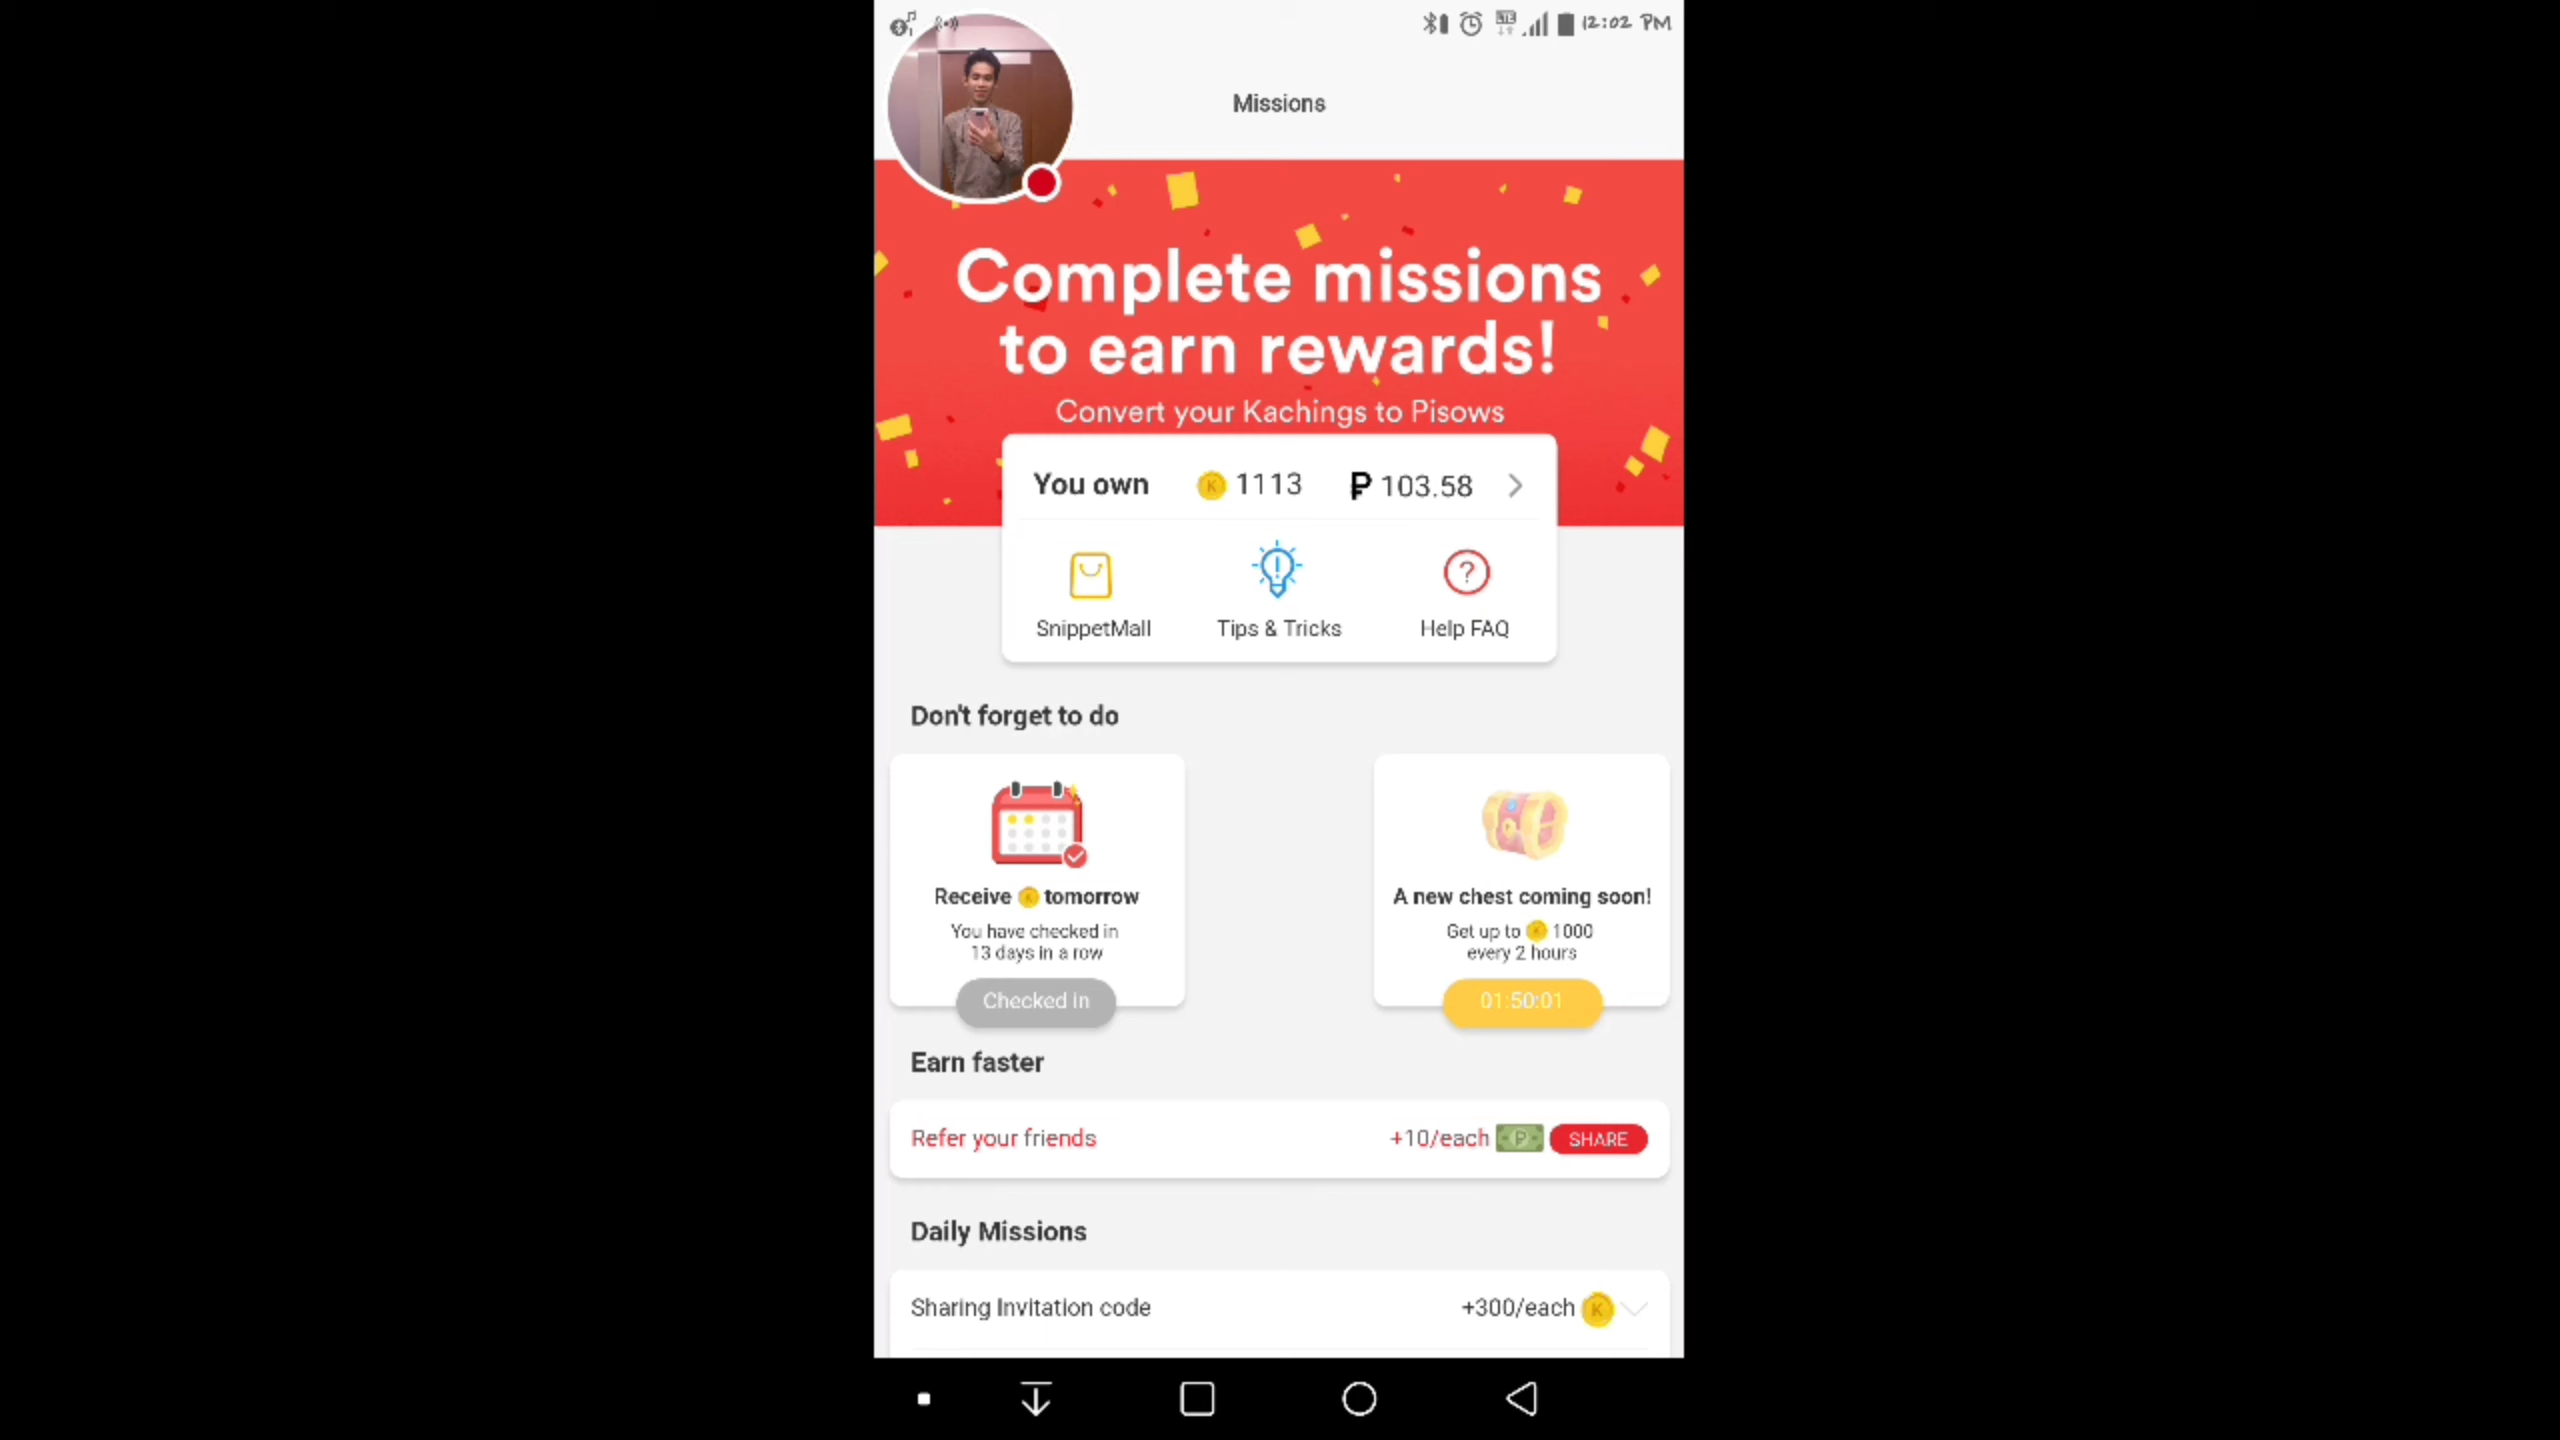 LTE 12:02 PM
Missions
Complete missions
to earn rewards!
Convert your Kachings to Pisows
You own K 1113 ₽ 103.58
SnippetMall Tips & Tricks Help FAQ
Don't forget to do
Receive K tomorrow
You have checked in
13 days in a row
Checked in
A new chest coming soon!
Get up to K 1000
every 2 hours
01:50:01
Earn faster
Refer your friends +10/each P SHARE
Daily Missions
Sharing Invitation code +300/each K